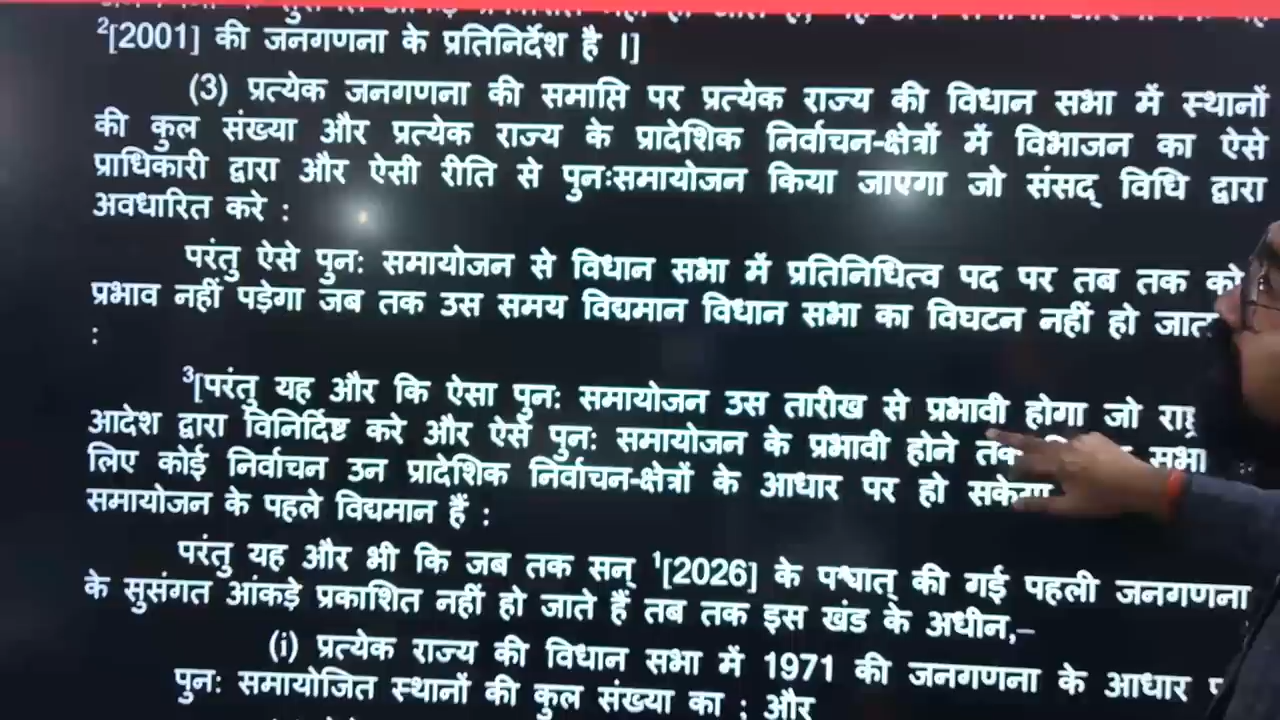 ²[2001] की जनगणना के प्रतिनिर्देश है ।]
(3) प्रत्येक जनगणना की समाप्ति पर प्रत्येक राज्य की विधान सभा में स्थानों
की कुल संख्या और प्रत्येक राज्य के प्रादेशिक निर्वाचन-क्षेत्रों में विभाजन का ऐसे
प्राधिकारी द्वारा और ऐसी रीति से पुनःसमायोजन किया जाएगा जो संसद् विधि द्वारा
अवधारित करे :
परंतु ऐसे पुनः समायोजन से विधान सभा में प्रतिनिधित्व पद पर तब तक
प्रभाव नहीं पड़ेगा जब तक उस समय विद्यमान विधान सभा का विघटन नहीं हो
:
³[परंतु यह और कि ऐसा पुनः समायोजन उस तारीख से प्रभावी होगा जो
आदेश द्वारा विनिर्दिष्ट करे और ऐसे पुनः समायोजन के प्रभावी होने तक सभा
लिए कोई निर्वाचन उन प्रादेशिक निर्वाचन-क्षेत्रों के आधार पर हो सकेगा
समायोजन के पहले विद्यमान हैं :
परंतु यह और भी कि जब तक सन् ¹[2026] के पश्चात् की गई पहली जनगणना
के सुसंगत आंकड़े प्रकाशित नहीं हो जाते हैं तब तक इस खंड के अधीन,–
(i) प्रत्येक राज्य की विधान सभा में 1971 की जनगणना के आधार
पुनः समायोजित स्थानों की कुल संख्या का ; और